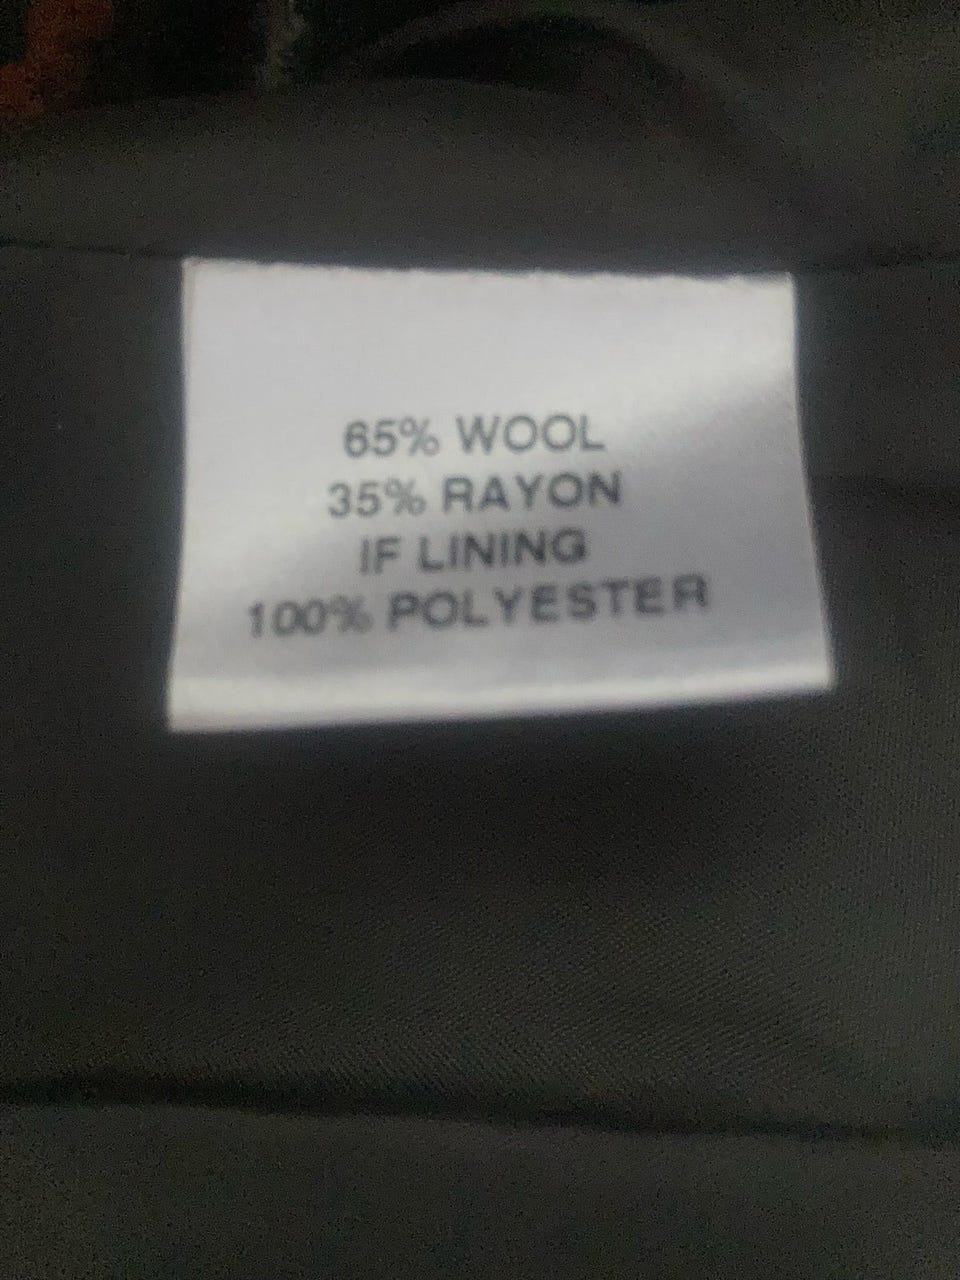 65% WOOL
35% RAYON
IF LINING
100% POLYESTER